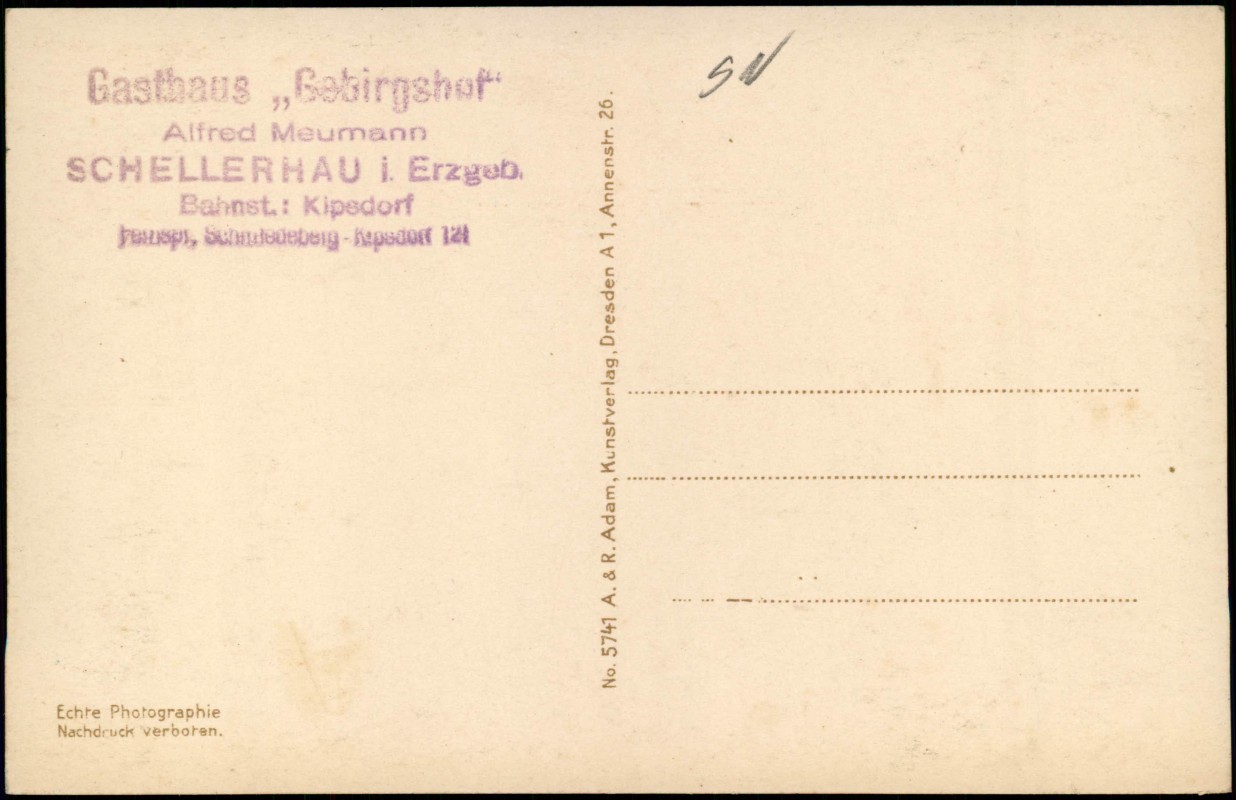 Gasthaus „Gebirgshof“
Alfred Meumann
SCHELLERHAU i. Erzgeb.
Bahnst.: Kipsdorf
Fernspr. Schmiedeberg-Kipsdorf
No. 5741 A. & R. Adam, Kunstverlag, Dresden A 1, Annenstr. 26.
Echte Photographie
Nachdruck verboten.